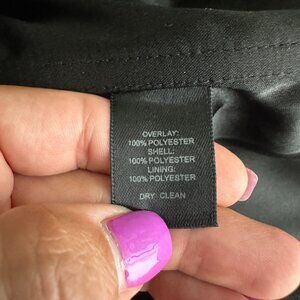 OVERLAY:
100% POLYESTER
SHELL:
100% POLYESTER
LINING:
100% POLYESTER
DRY CLEAN